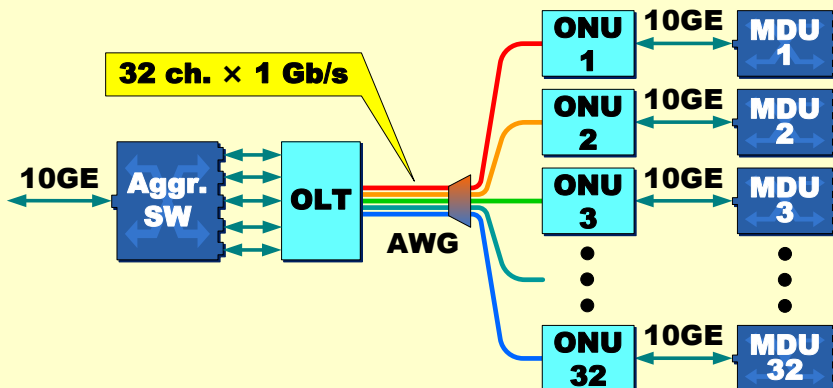 32 ch. × 1 Gb/s
10GE
Aggr.
SW
OLT
AWG
ONU
1
10GE
MDU
1
ONU
2
10GE
MDU
2
ONU
3
10GE
MDU
3
ONU
32
10GE
MDU
32